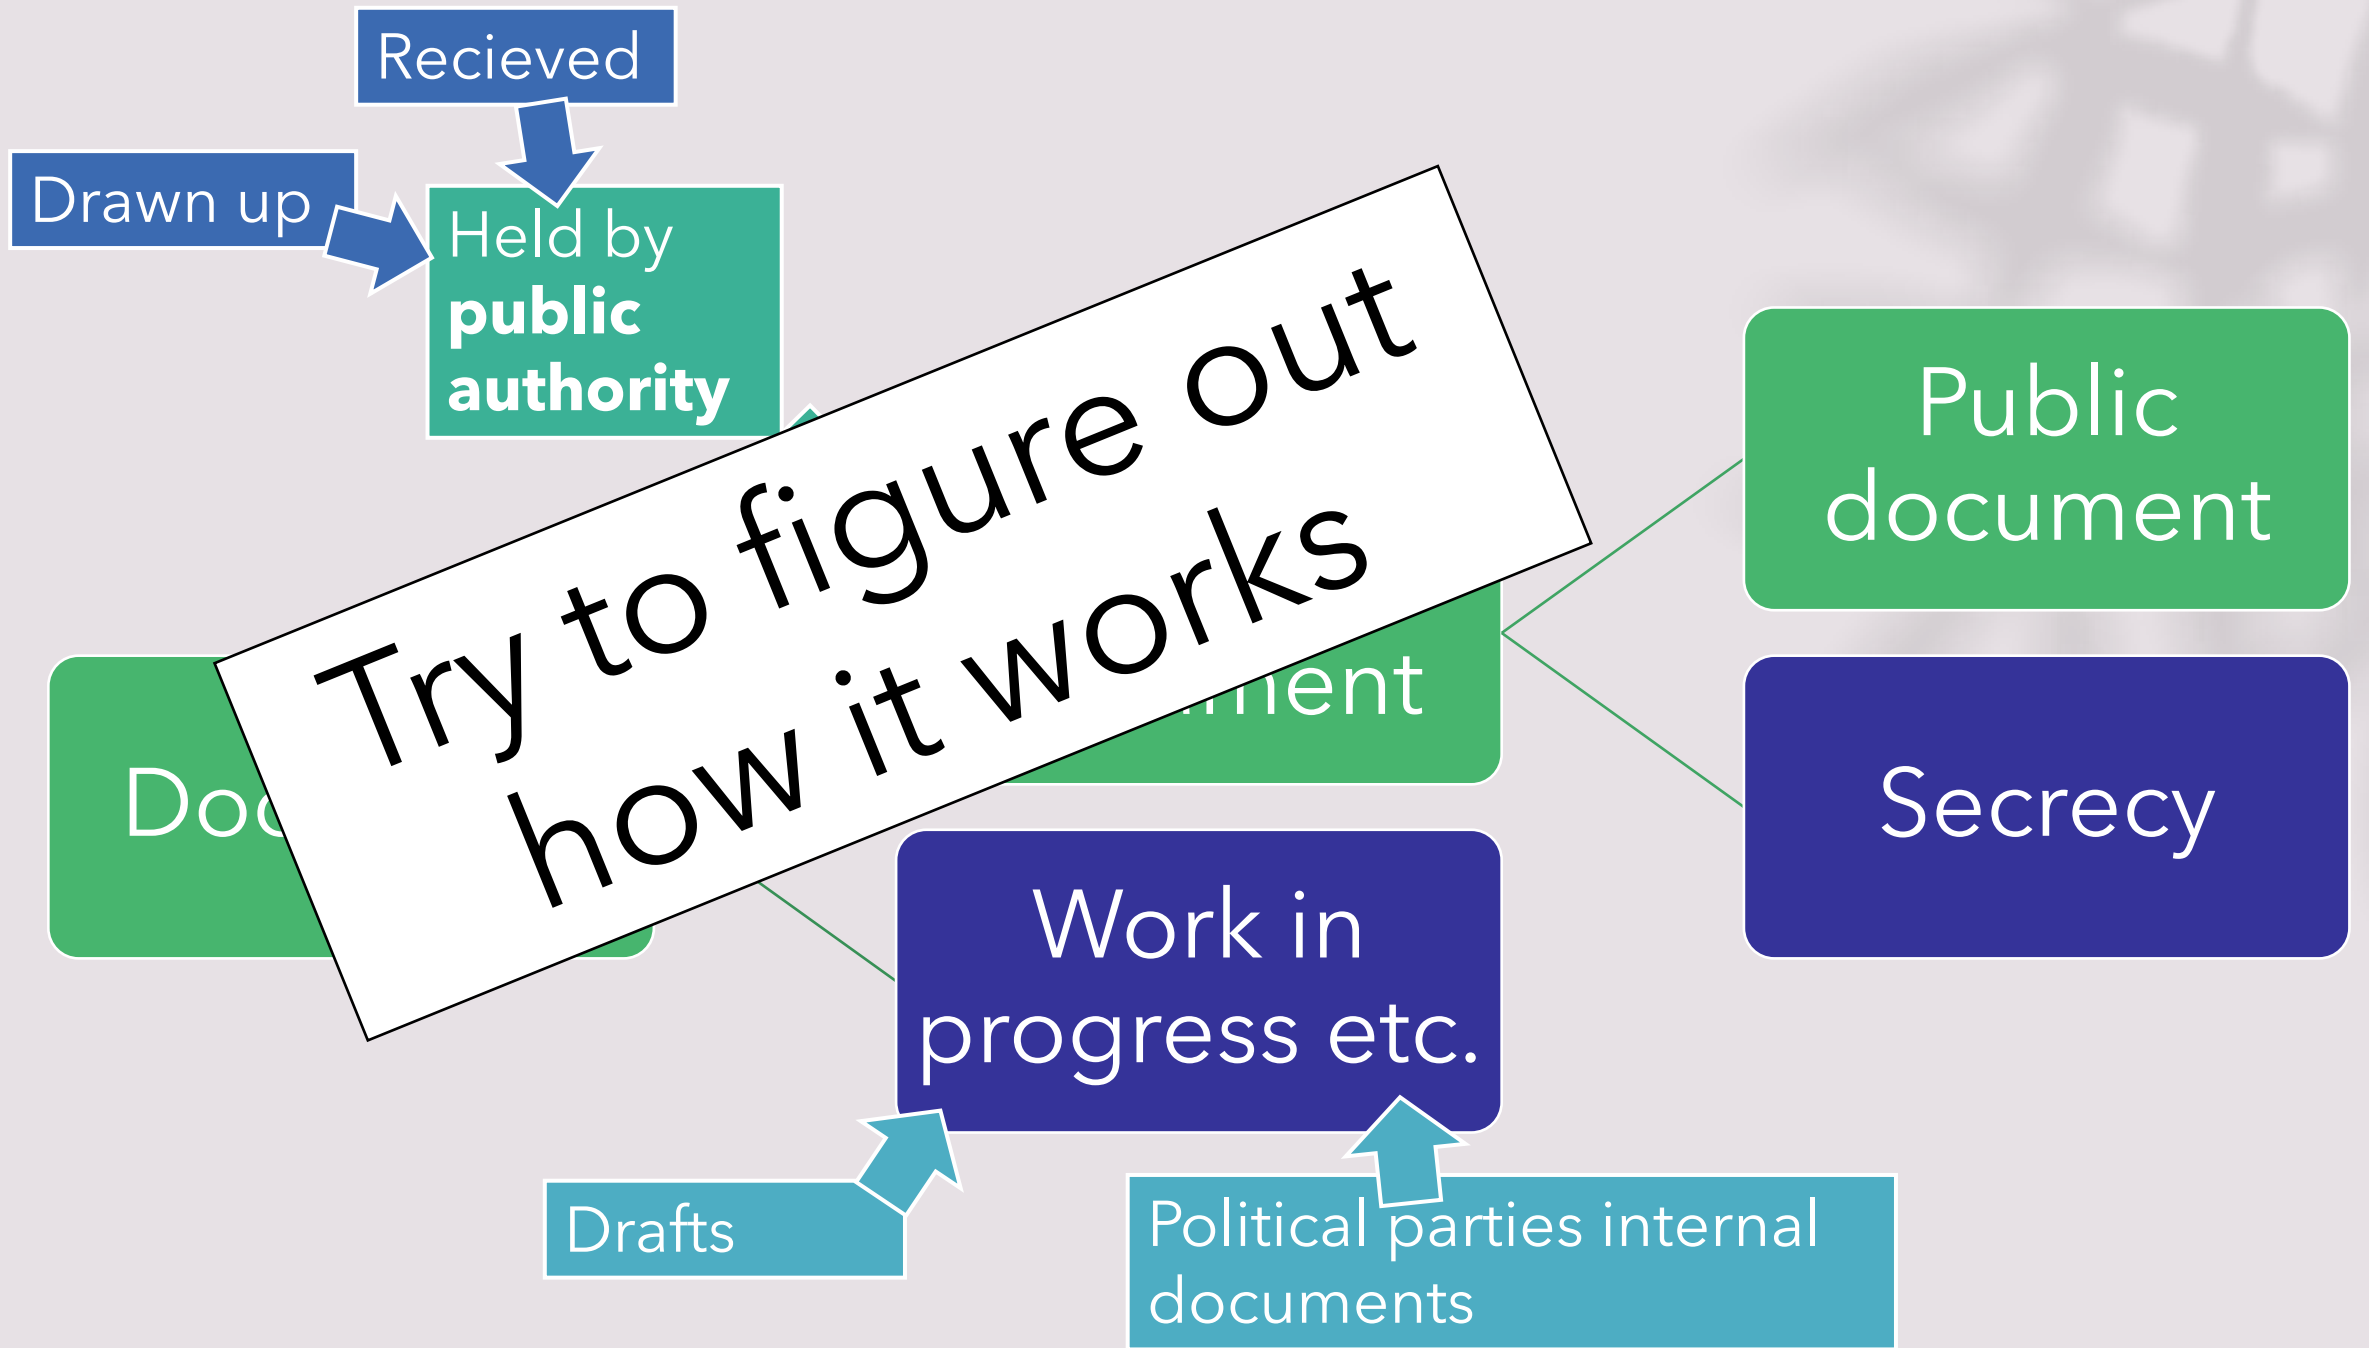 Recieved
Drawn up
Held by
public
authority
Try to figure out
how it works
Public
document
Secrecy
Work in
progress etc.
Drafts
Political parties internal
documents